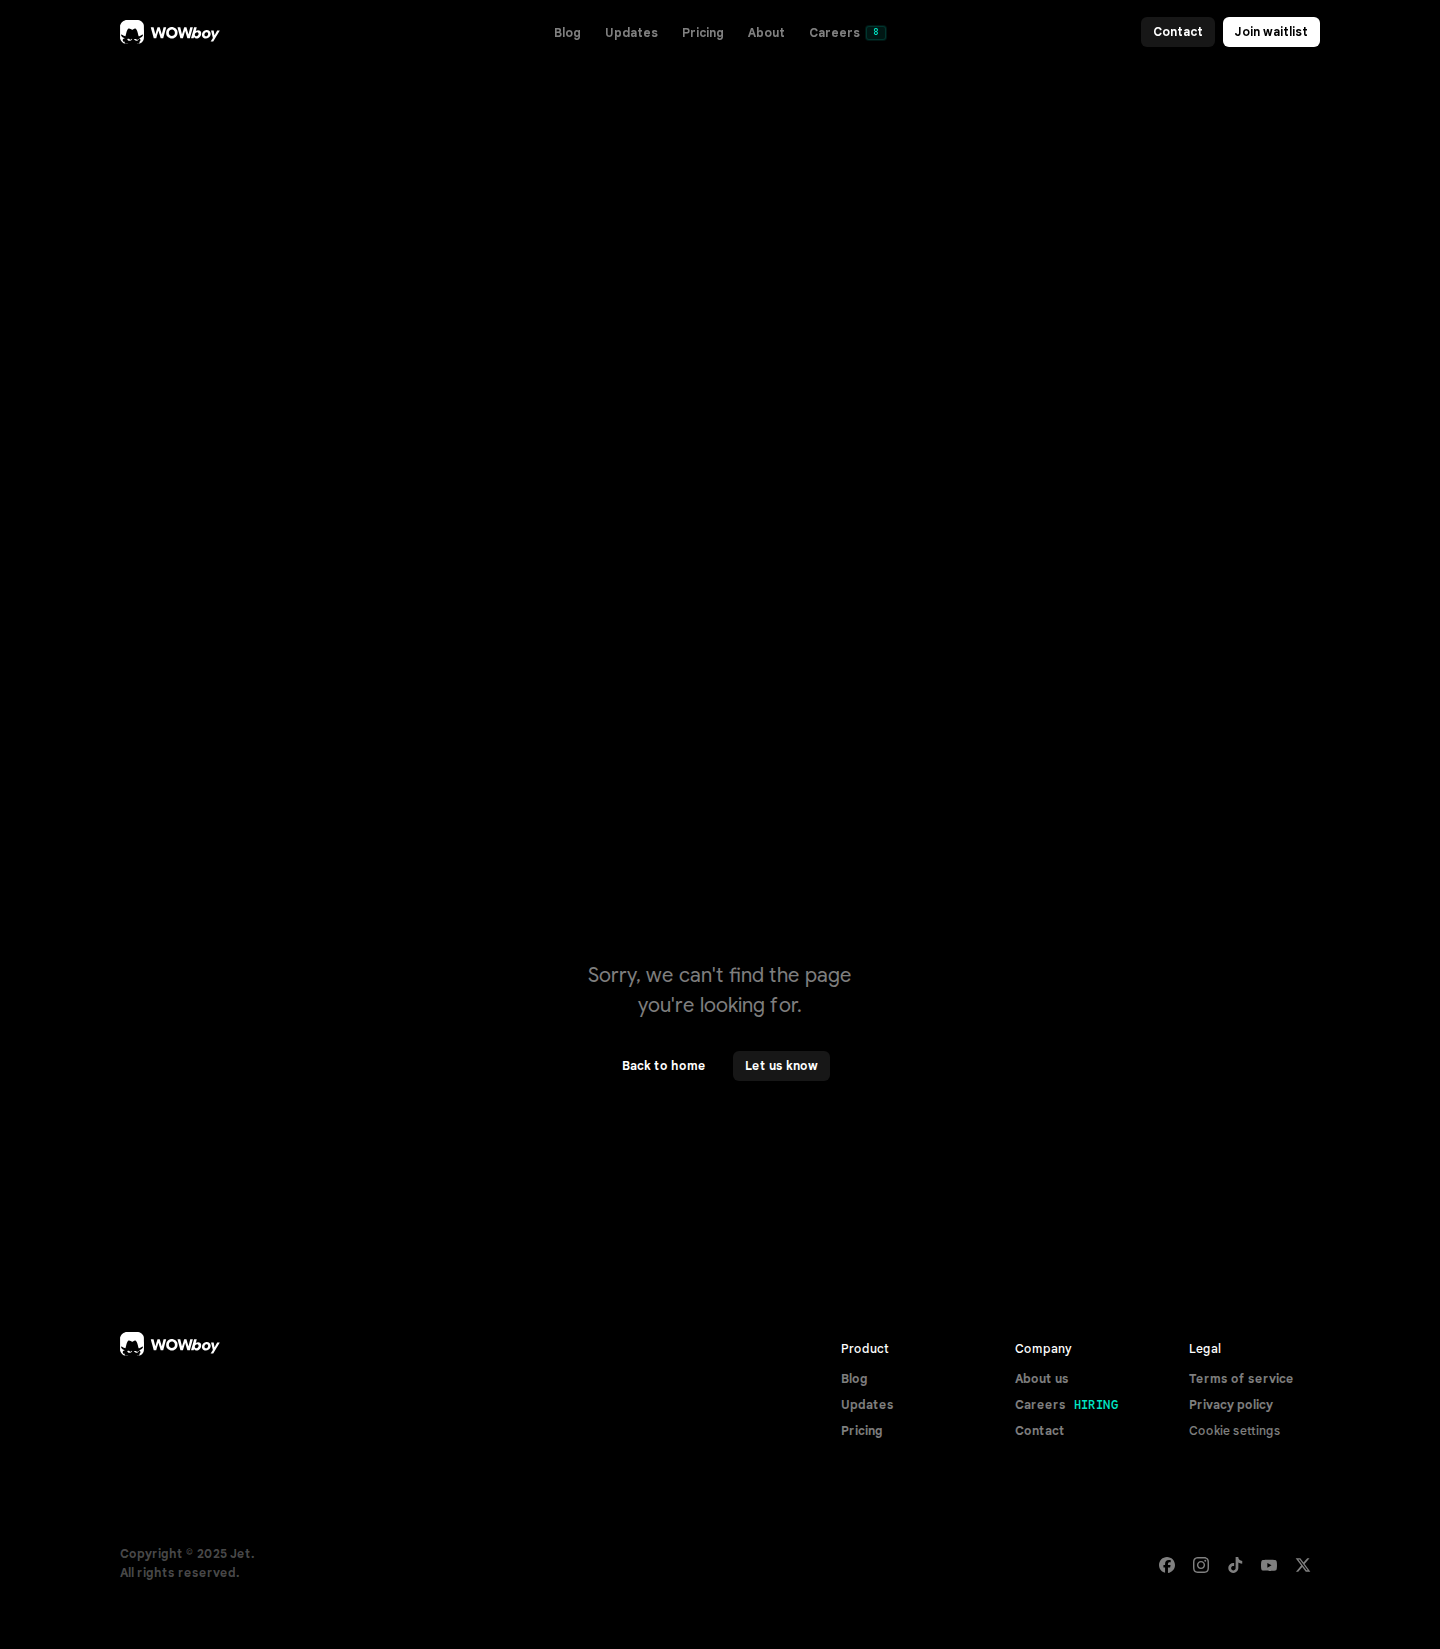 WOWboy
Blog
Updates
Pricing
About
Careers 8
Contact
Join waitlist
Sorry, we can't find the page
you're looking for.
Back to home
Let us know
WOWboy
Product
Blog
Updates
Pricing
Company
About us
Careers HIRING
Contact
Legal
Terms of service
Privacy policy
Cookie settings
Copyright © 2025 Jet.
All rights reserved.